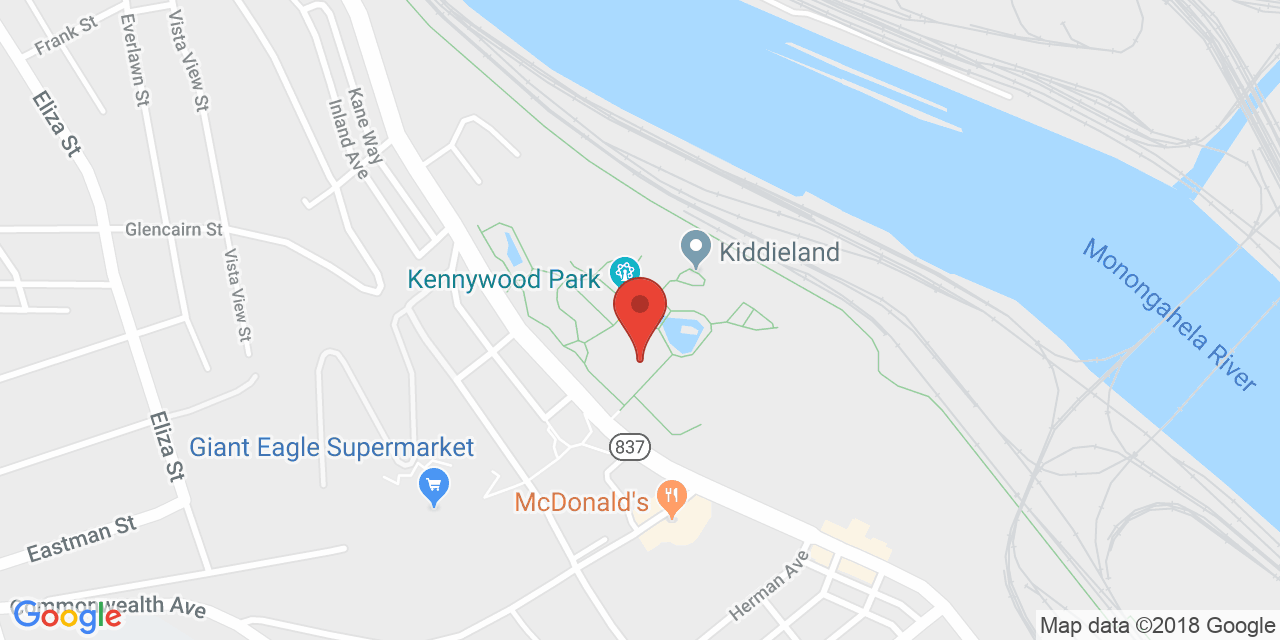 Frank St
Everlawn St
Vista View St
Eliza St
Kane Way
Inland Ave
Glencairn St
Vista View St
Kiddieland
Kennywood Park
Monongahela River
Eliza St
Giant Eagle Supermarket
837
McDonald's
Eastman St
Herman Ave
Commonwealth Ave
Google
Map data ©2018 Google